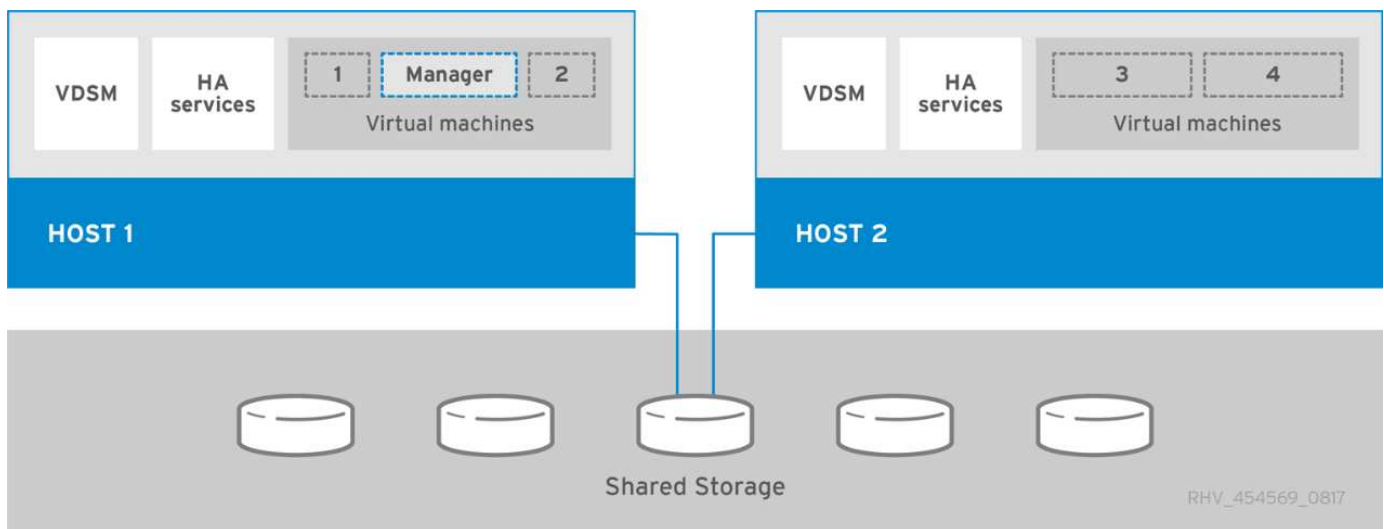 VDSM
HA
services
1
Manager
2
Virtual machines
HOST 1
VDSM
HA
services
3
4
Virtual machines
HOST 2
Shared Storage
RHV_454569_0817